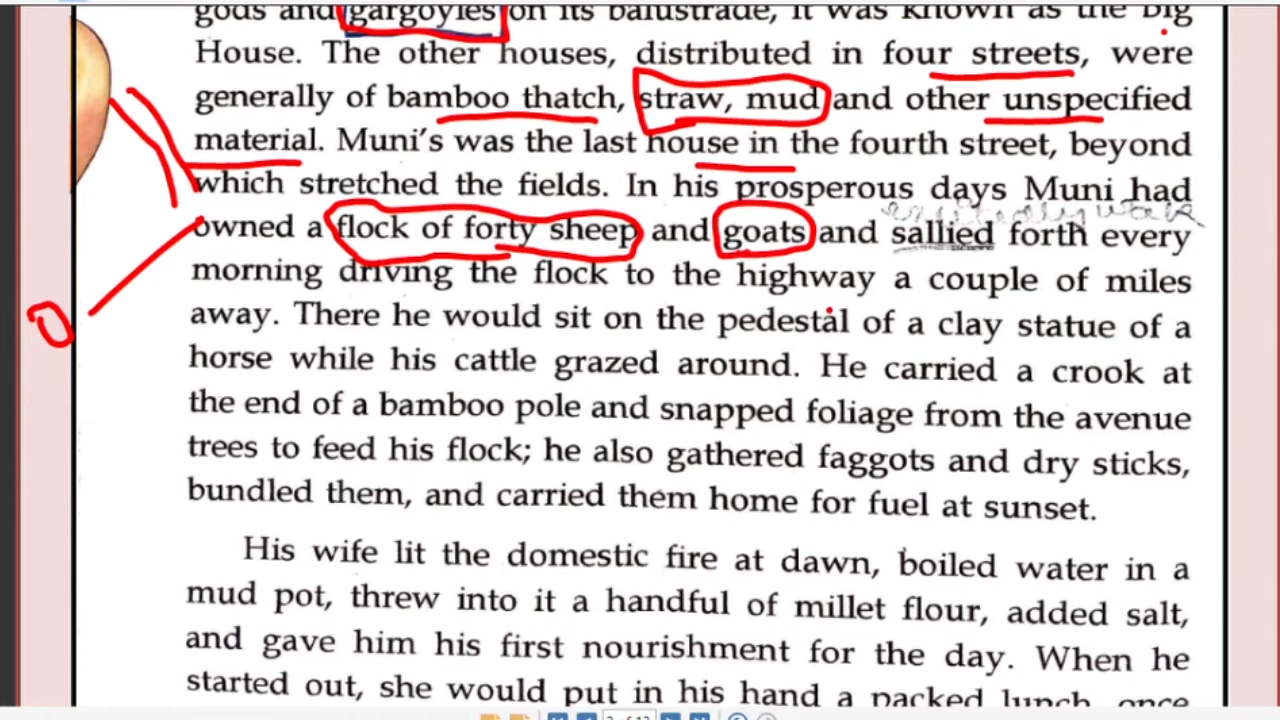 gods and gargoyles on its balustrade, it was known as the big
House. The other houses, distributed in four streets, were
generally of bamboo thatch, straw, mud and other unspecified
material. Muni's was the last house in the fourth street, beyond
which stretched the fields. In his prosperous days Muni had
owned a flock of forty sheep and goats and sallied forth every
morning driving the flock to the highway a couple of miles
away. There he would sit on the pedestal of a clay statue of a
horse while his cattle grazed around. He carried a crook at
the end of a bamboo pole and snapped foliage from the avenue
trees to feed his flock; he also gathered faggots and dry sticks,
bundled them, and carried them home for fuel at sunset.
His wife lit the domestic fire at dawn, boiled water in a
mud pot, threw into it a handful of millet flour, added salt,
and gave him his first nourishment for the day. When he
started out, she would put in his hand a packed lunch, once